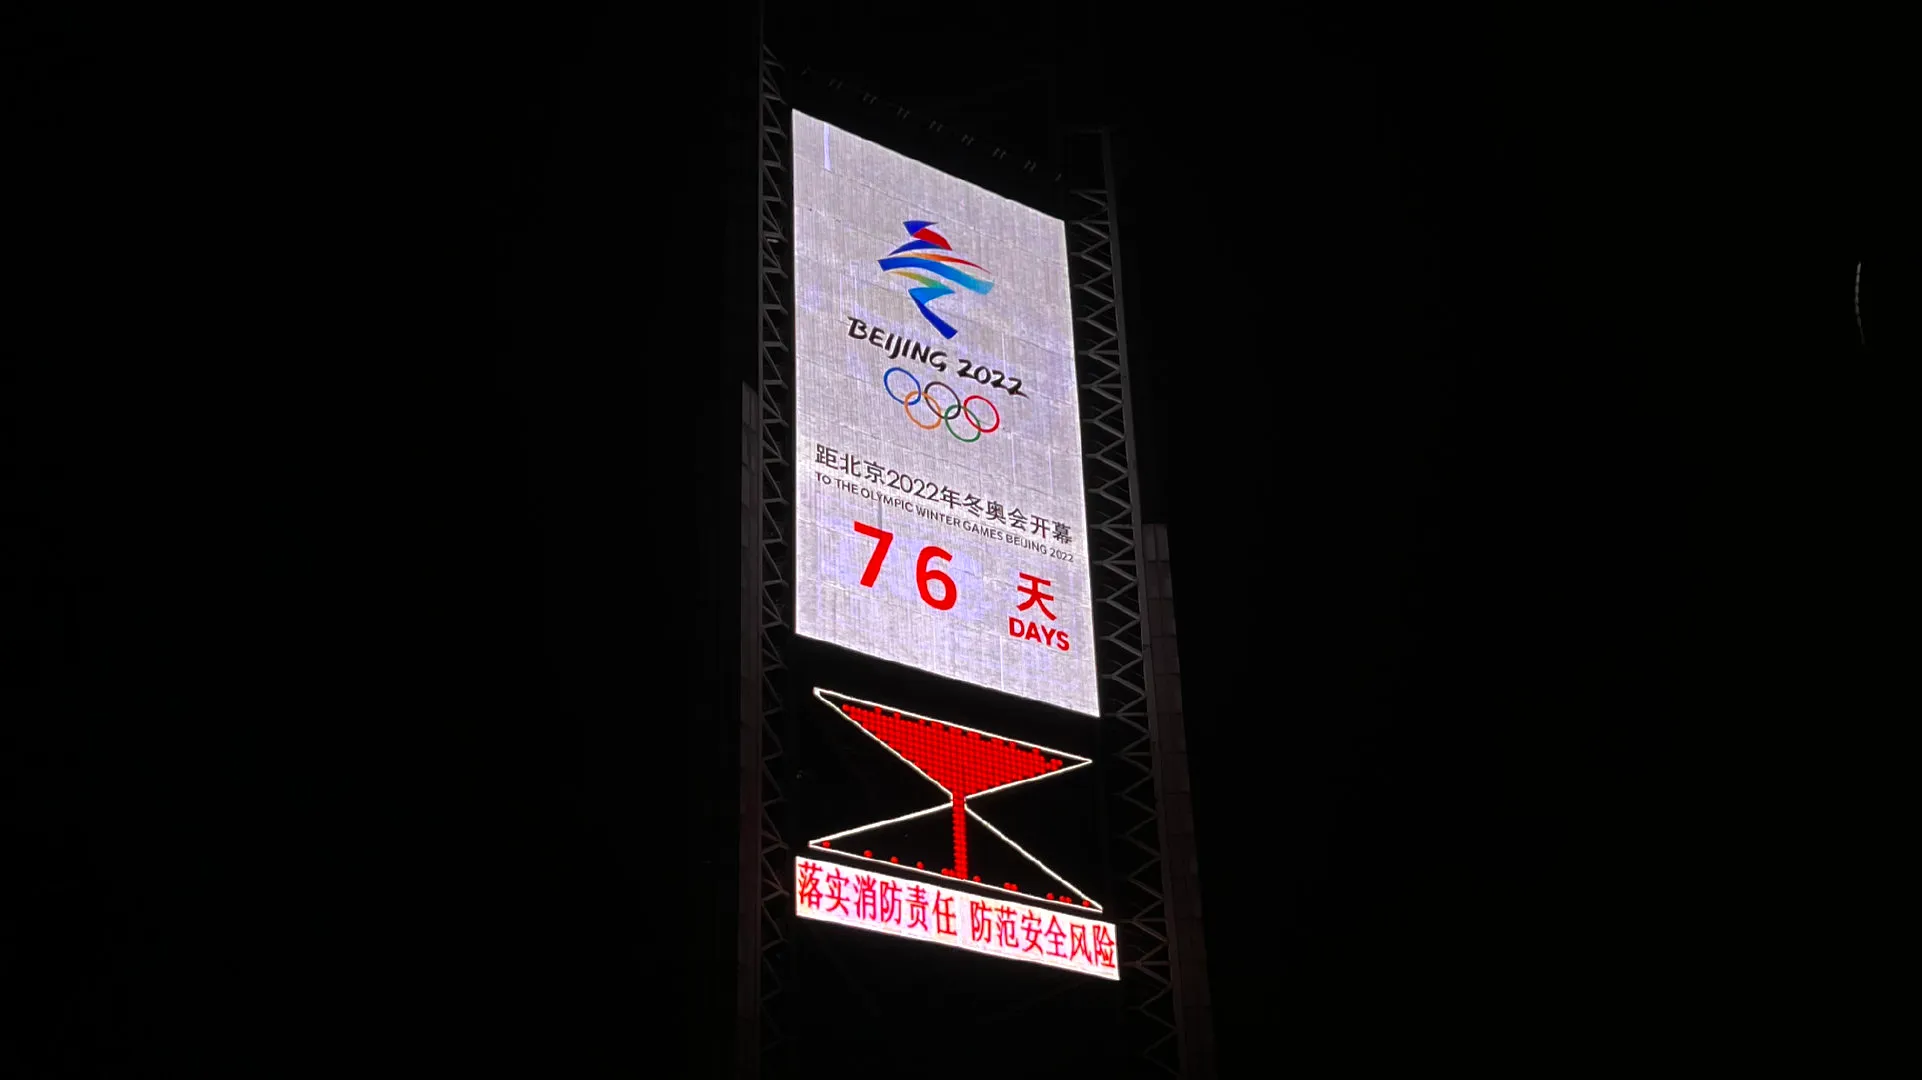 BEIJING 2022
距北京2022年冬奥会开幕
TO THE OLYMPIC WINTER GAMES BEIJING 2022
76 天
DAYS
落实消防责任 防范安全风险